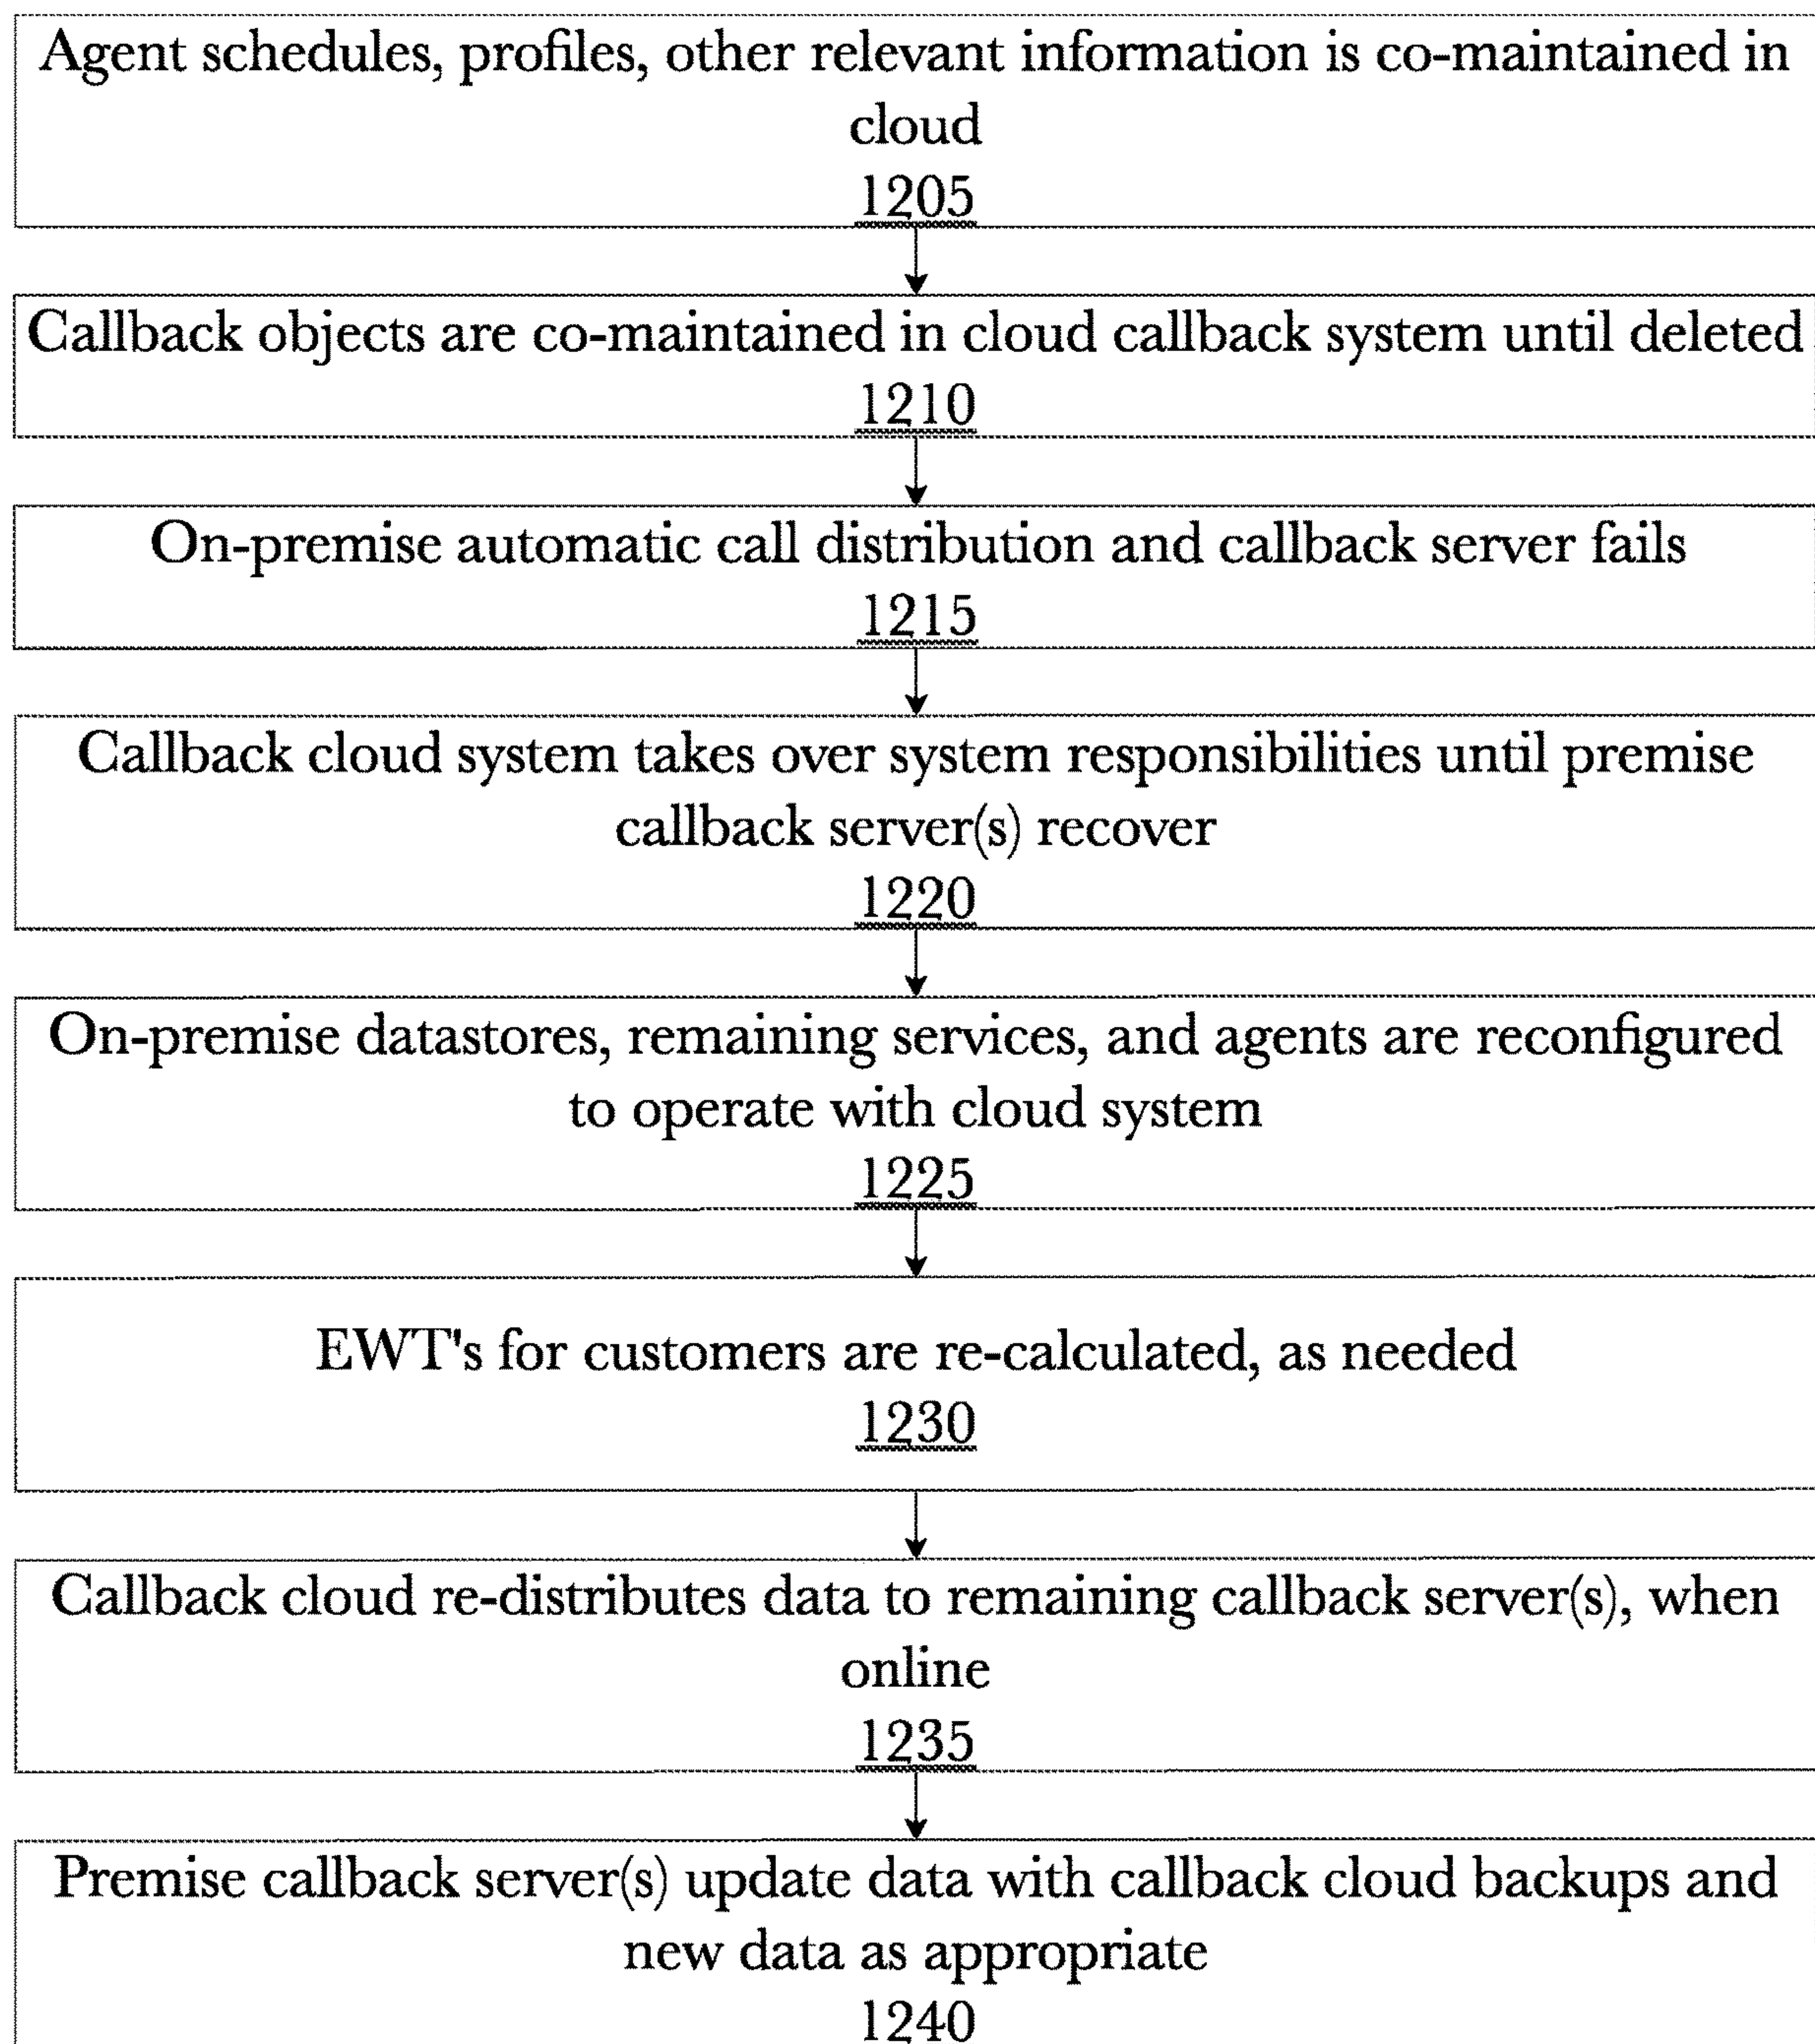 Agent schedules, profiles, other relevant information is co-maintained in
cloud
1205
Callback objects are co-maintained in cloud callback system until deleted
1210
On-premise automatic call distribution and callback server fails
1215
Callback cloud system takes over system responsibilities until premise
callback server(s) recover
1220
On-premise datastores, remaining services, and agents are reconfigured
to operate with cloud system
1225
EWT's for customers are re-calculated, as needed
1230
Callback cloud re-distributes data to remaining callback server(s), when
online
1235
Premise callback server(s) update data with callback cloud backups and
new data as appropriate
1240